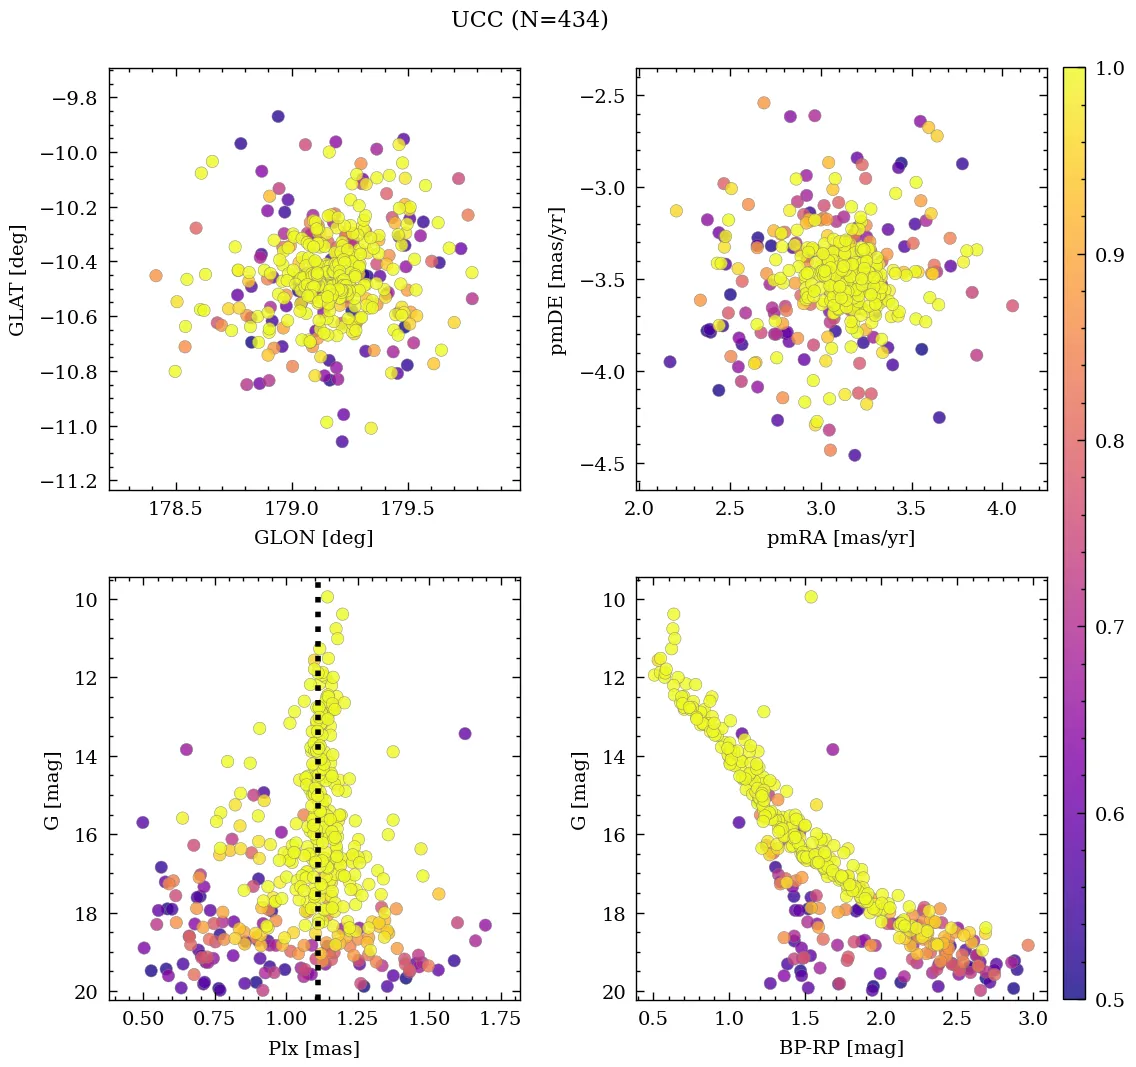 UCC (N=434)
−9.8
−10.0
−10.2
−10.4
−10.6
−10.8
−11.0
−11.2
GLAT [deg]
178.5 179.0 179.5
GLON [deg]
−2.5
−3.0
−3.5
−4.0
−4.5
pmDE [mas/yr]
2.0 2.5 3.0 3.5 4.0
pmRA [mas/yr]
10
12
14
16
18
20
G [mag]
0.50 0.75 1.00 1.25 1.50 1.75
Plx [mas]
10
12
14
16
18
20
G [mag]
0.5 1.0 1.5 2.0 2.5 3.0
BP-RP [mag]
1.0
0.9
0.8
0.7
0.6
0.5